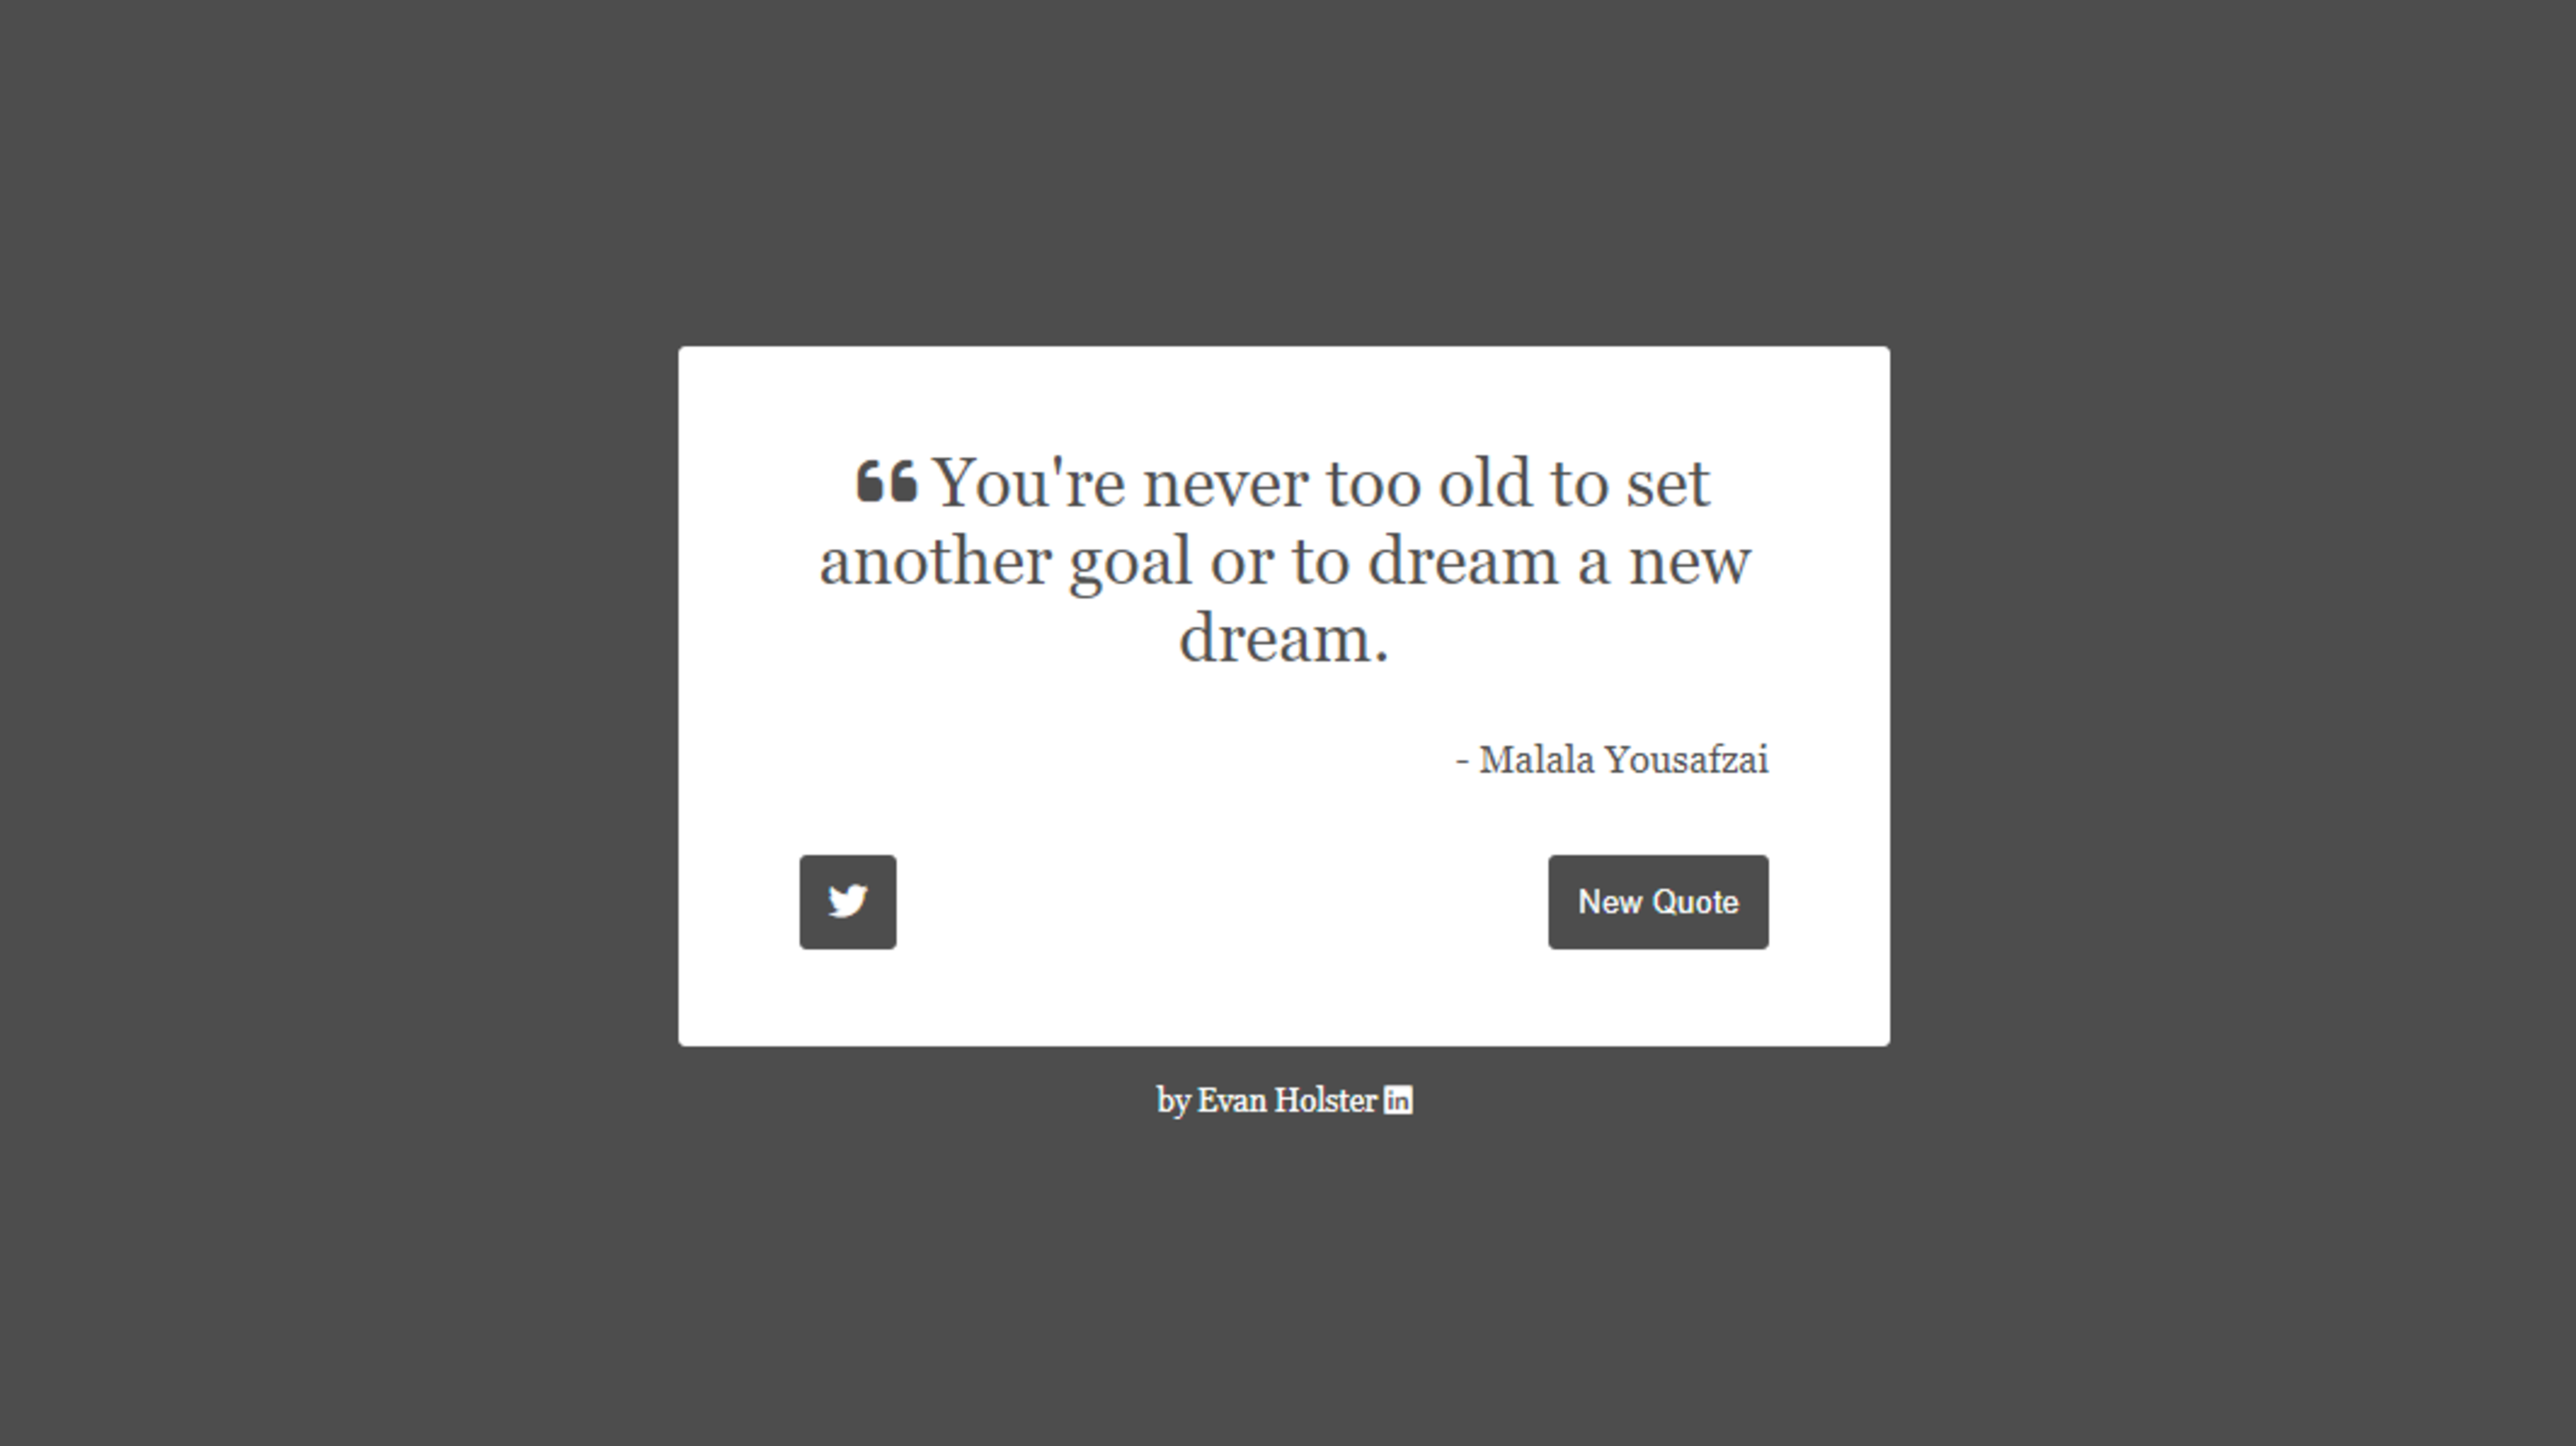 ❝ You're never too old to set
another goal or to dream a new
dream.
- Malala Yousafzai
New Quote
by Evan Holster in